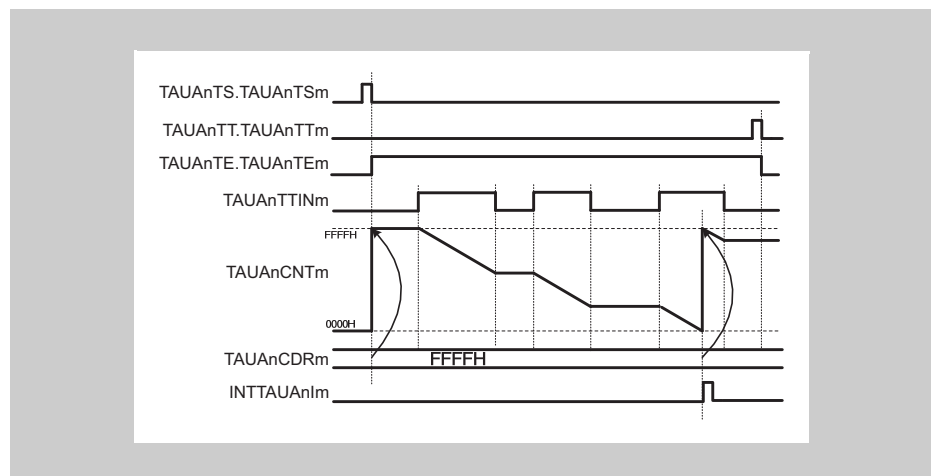 TAUAnTS.TAUAnTSm
TAUAnTT.TAUAnTTm
TAUAnTE.TAUAnTEm
TAUAnTTINm
FFFFH
TAUAnCNTm
0000H
TAUAnCDRm FFFFH
INTTAUAnIm